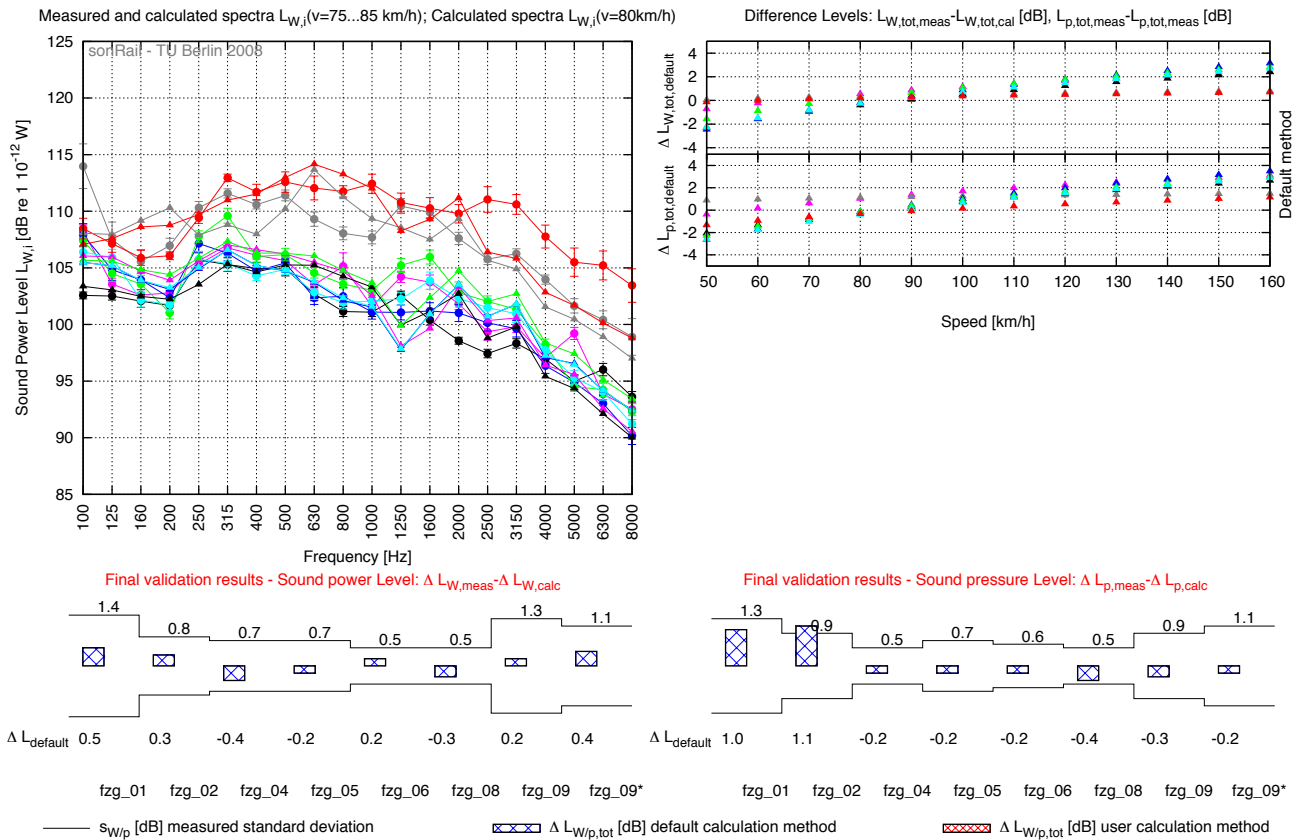 Measured and calculated spectra L_W,i(v=75...85 km/h); Calculated spectra L_W,i(v=80km/h)
sonRail - TU Berlin 2008
125
120
115
110
105
100
95
90
85
Sound Power Level L_W,i [dB re 1 10^-12 W]
100 125 160 200 250 315 400 500 630 800 1000 1250 1600 2000 2500 3150 4000 5000 6300 8000
Frequency [Hz]
Difference Levels: L_W,tot,meas-L_W,tot,cal [dB], L_p,tot,meas-L_p,tot,meas [dB]
4
2
0
-2
-4
Δ L_W,tot,default
4
2
0
-2
-4
Δ L_p,tot,default
Default method
50 60 70 80 90 100 110 120 130 140 150 160
Speed [km/h]
Final validation results - Sound power Level: Δ L_W,meas-Δ L_W,calc
1.4 0.8 0.7 0.7 0.5 0.5 1.3 1.1
Δ L_default 0.5 0.3 -0.4 -0.2 0.2 -0.3 0.2 0.4
fzg_01 fzg_02 fzg_04 fzg_05 fzg_06 fzg_08 fzg_09 fzg_09*
Final validation results - Sound pressure Level: Δ L_p,meas-Δ L_p,calc
1.3 0.9 0.5 0.7 0.6 0.5 0.9 1.1
Δ L_default 1.0 1.1 -0.2 -0.2 -0.2 -0.4 -0.3 -0.2
fzg_01 fzg_02 fzg_04 fzg_05 fzg_06 fzg_08 fzg_09 fzg_09*
s_W/p [dB] measured standard deviation
Δ L_W/p,tot [dB] default calculation method
Δ L_W/p,tot [dB] user calculation method